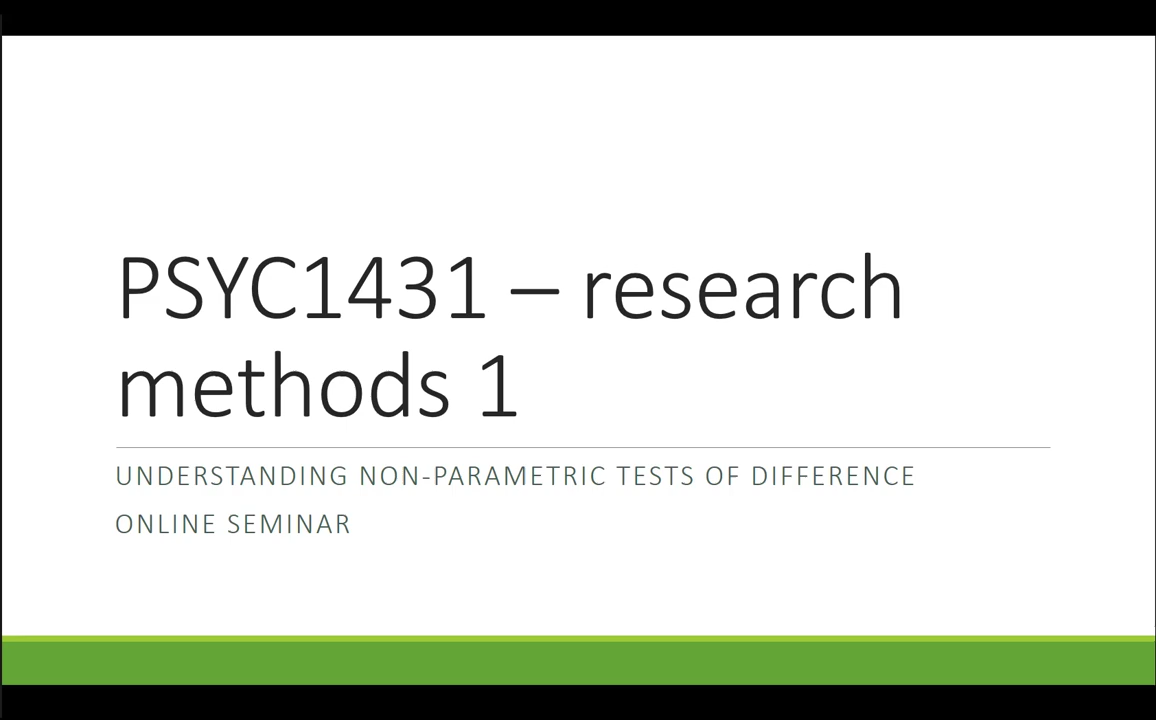 PSYC1431 – research
methods 1
UNDERSTANDING NON-PARAMETRIC TESTS OF DIFFERENCE
ONLINE SEMINAR